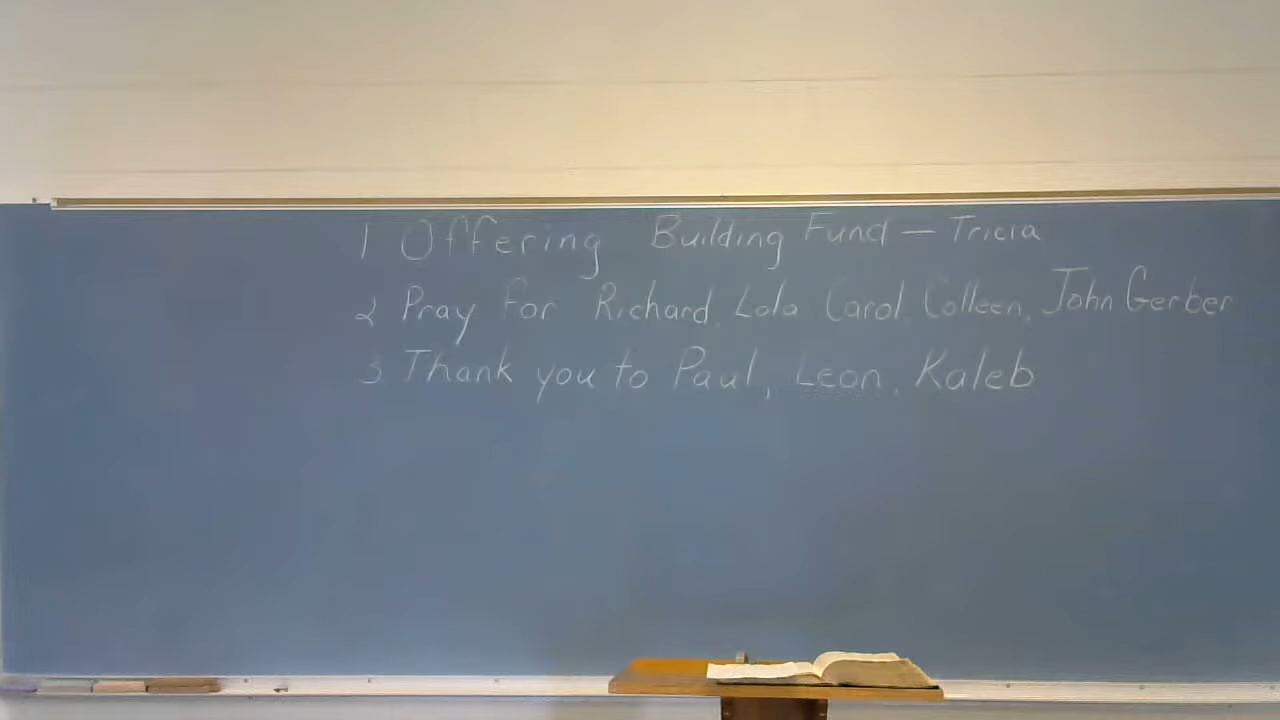 1 Offering Building Fund — Tricia
2 Pray for Richard, Lola Carol Colleen, John Gerber
3 Thank you to Paul, Leon, Kaleb